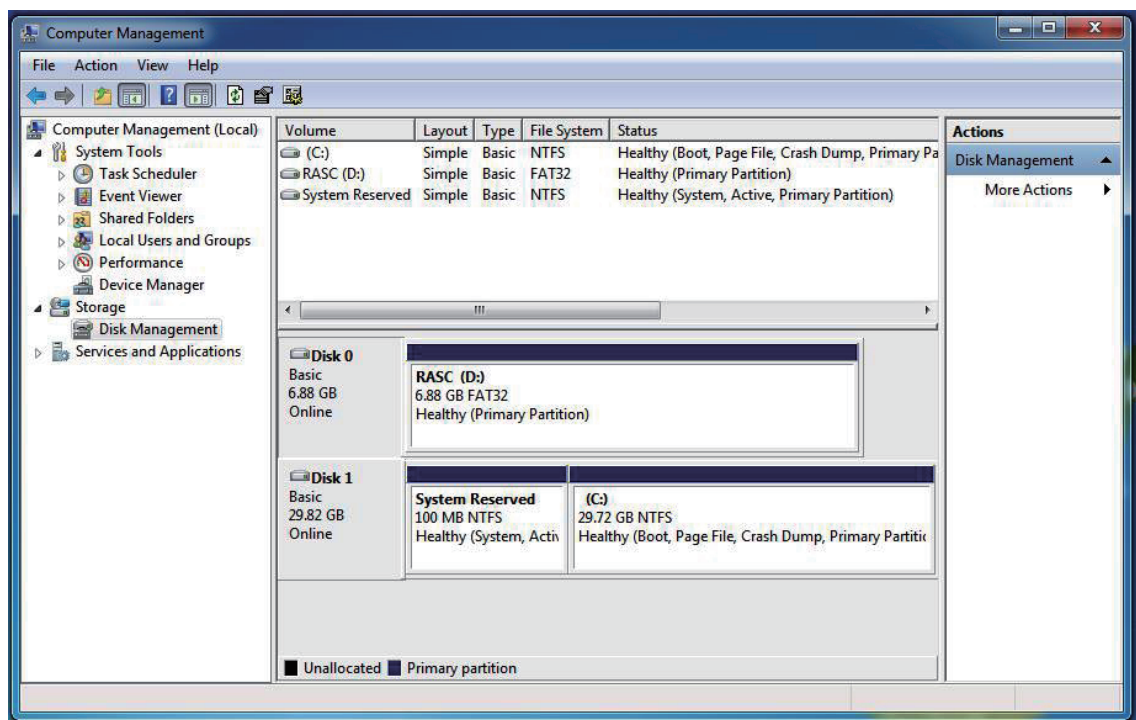 Computer Management
File Action View Help
Computer Management (Local)
System Tools
Task Scheduler
Event Viewer
Shared Folders
Local Users and Groups
Performance
Device Manager
Storage
Disk Management
Services and Applications
Volume Layout Type File System Status
(C:) Simple Basic NTFS Healthy (Boot, Page File, Crash Dump, Primary Pa
RASC (D:) Simple Basic FAT32 Healthy (Primary Partition)
System Reserved Simple Basic NTFS Healthy (System, Active, Primary Partition)
Disk 0
Basic
6.88 GB
Online
RASC (D:)
6.88 GB FAT32
Healthy (Primary Partition)
Disk 1
Basic
29.82 GB
Online
System Reserved
100 MB NTFS
Healthy (System, Activ
(C:)
29.72 GB NTFS
Healthy (Boot, Page File, Crash Dump, Primary Partitic
Unallocated Primary partition
Actions
Disk Management
More Actions